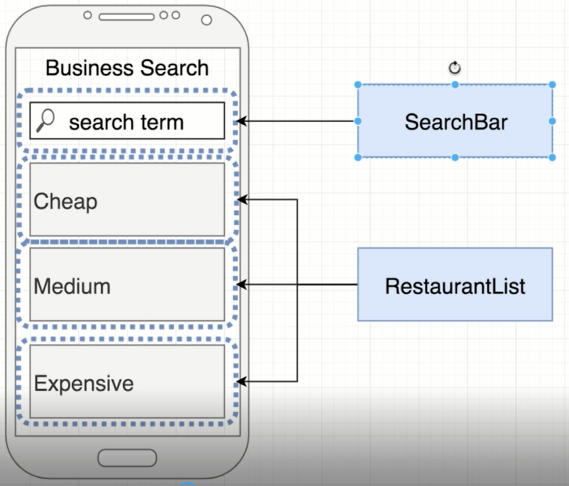 Business Search
search term
SearchBar
Cheap
Medium
RestaurantList
Expensive